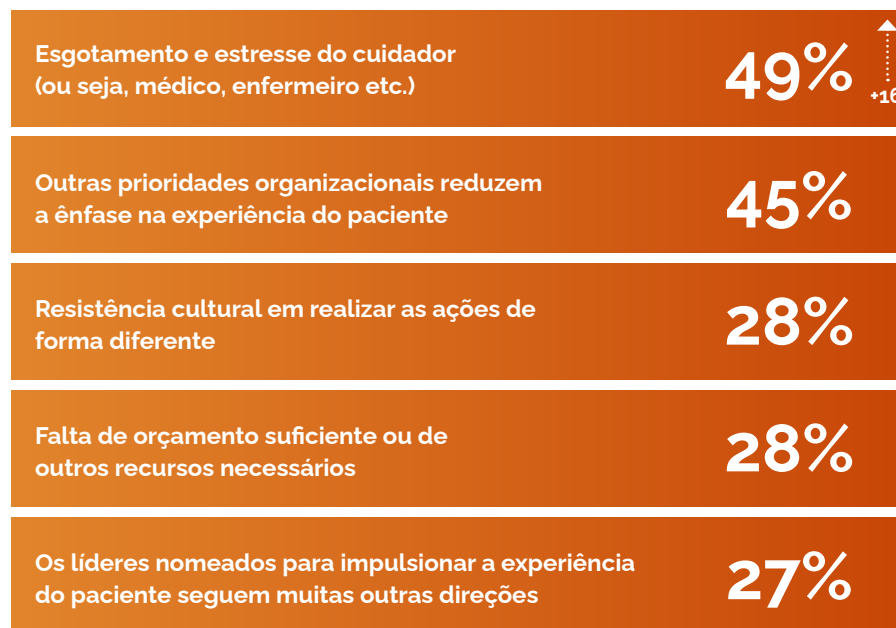 Esgotamento e estresse do cuidador
(ou seja, médico, enfermeiro etc.)
49%
+16
Outras prioridades organizacionais reduzem
a ênfase na experiência do paciente
45%
Resistência cultural em realizar as ações de
forma diferente
28%
Falta de orçamento suficiente ou de
outros recursos necessários
28%
Os líderes nomeados para impulsionar a experiência
do paciente seguem muitas outras direções
27%